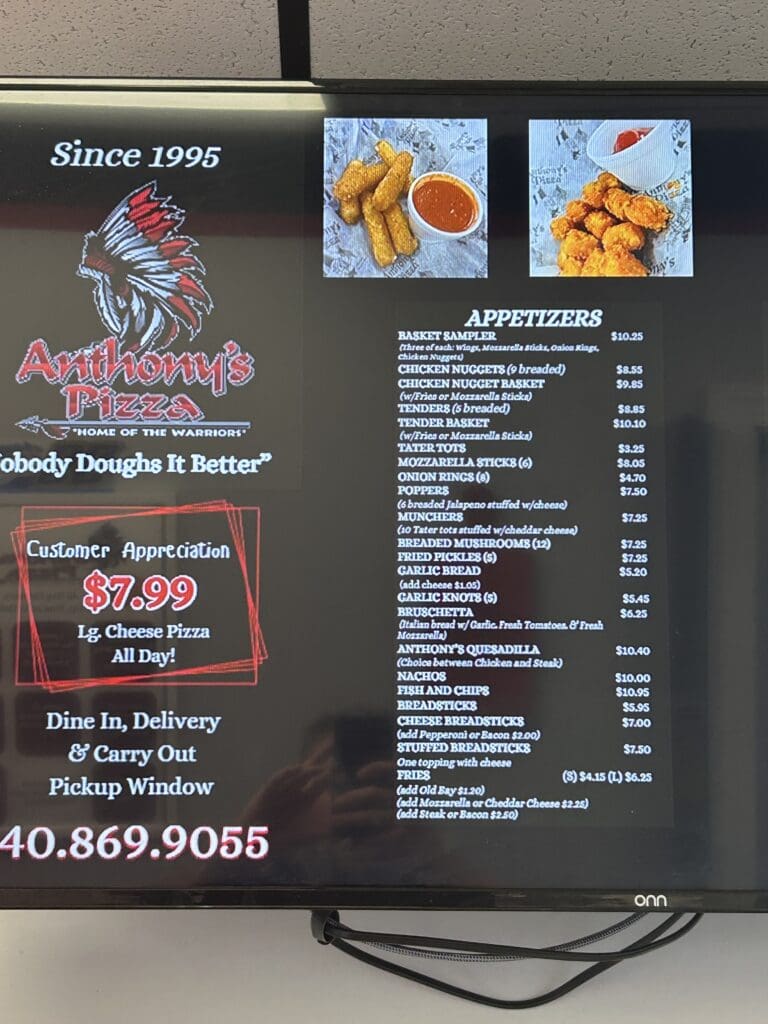 Since 1995
Anthony's
Pizza
"HOME OF THE WARRIORS"
obody Doughs It Better"
Customer Appreciation
$7.99
Lg. Cheese Pizza
All Day!
Dine In, Delivery
& Carry Out
Pickup Window
40.869.9055
APPETIZERS
BASKET SAMPLER $10.25
(Three of each: Wings, Mozzarella Sticks, Onion Rings,
Chicken Nuggets)
CHICKEN NUGGETS (9 breaded) $8.55
CHICKEN NUGGET BASKET $9.85
(w/Fries or Mozzarella Sticks)
TENDERS (5 breaded) $8.85
TENDER BASKET $10.10
(w/Fries or Mozzarella Sticks)
TATER TOTS $3.25
MOZZARELLA STICKS (6) $8.05
ONION RINGS (8) $4.70
POPPERS $7.50
(6 breaded Jalapeno stuffed w/cheese)
MUNCHERS $7.25
(10 Tater tots stuffed w/cheddar cheese)
BREADED MUSHROOMS (12) $7.25
FRIED PICKLES (5) $7.25
GARLIC BREAD $5.20
(add cheese $1.05)
GARLIC KNOTS (5) $5.45
BRUSCHETTA $6.25
(Italian bread w/ Garlic, Fresh Tomatoes, & Fresh
Mozzarella)
ANTHONY'S QUESADILLA $10.40
(Choice between Chicken and Steak)
NACHOS $10.00
FISH AND CHIPS $10.95
BREADSTICKS $5.95
CHEESE BREADSTICKS $7.00
(add Pepperoni or Bacon $2.00)
STUFFED BREADSTICKS $7.50
One topping with cheese
FRIES (S) $4.15 (L) $6.25
(add Old Bay $1.20)
(add Mozzarella or Cheddar Cheese $2.25)
(add Steak or Bacon $2.50)
onn